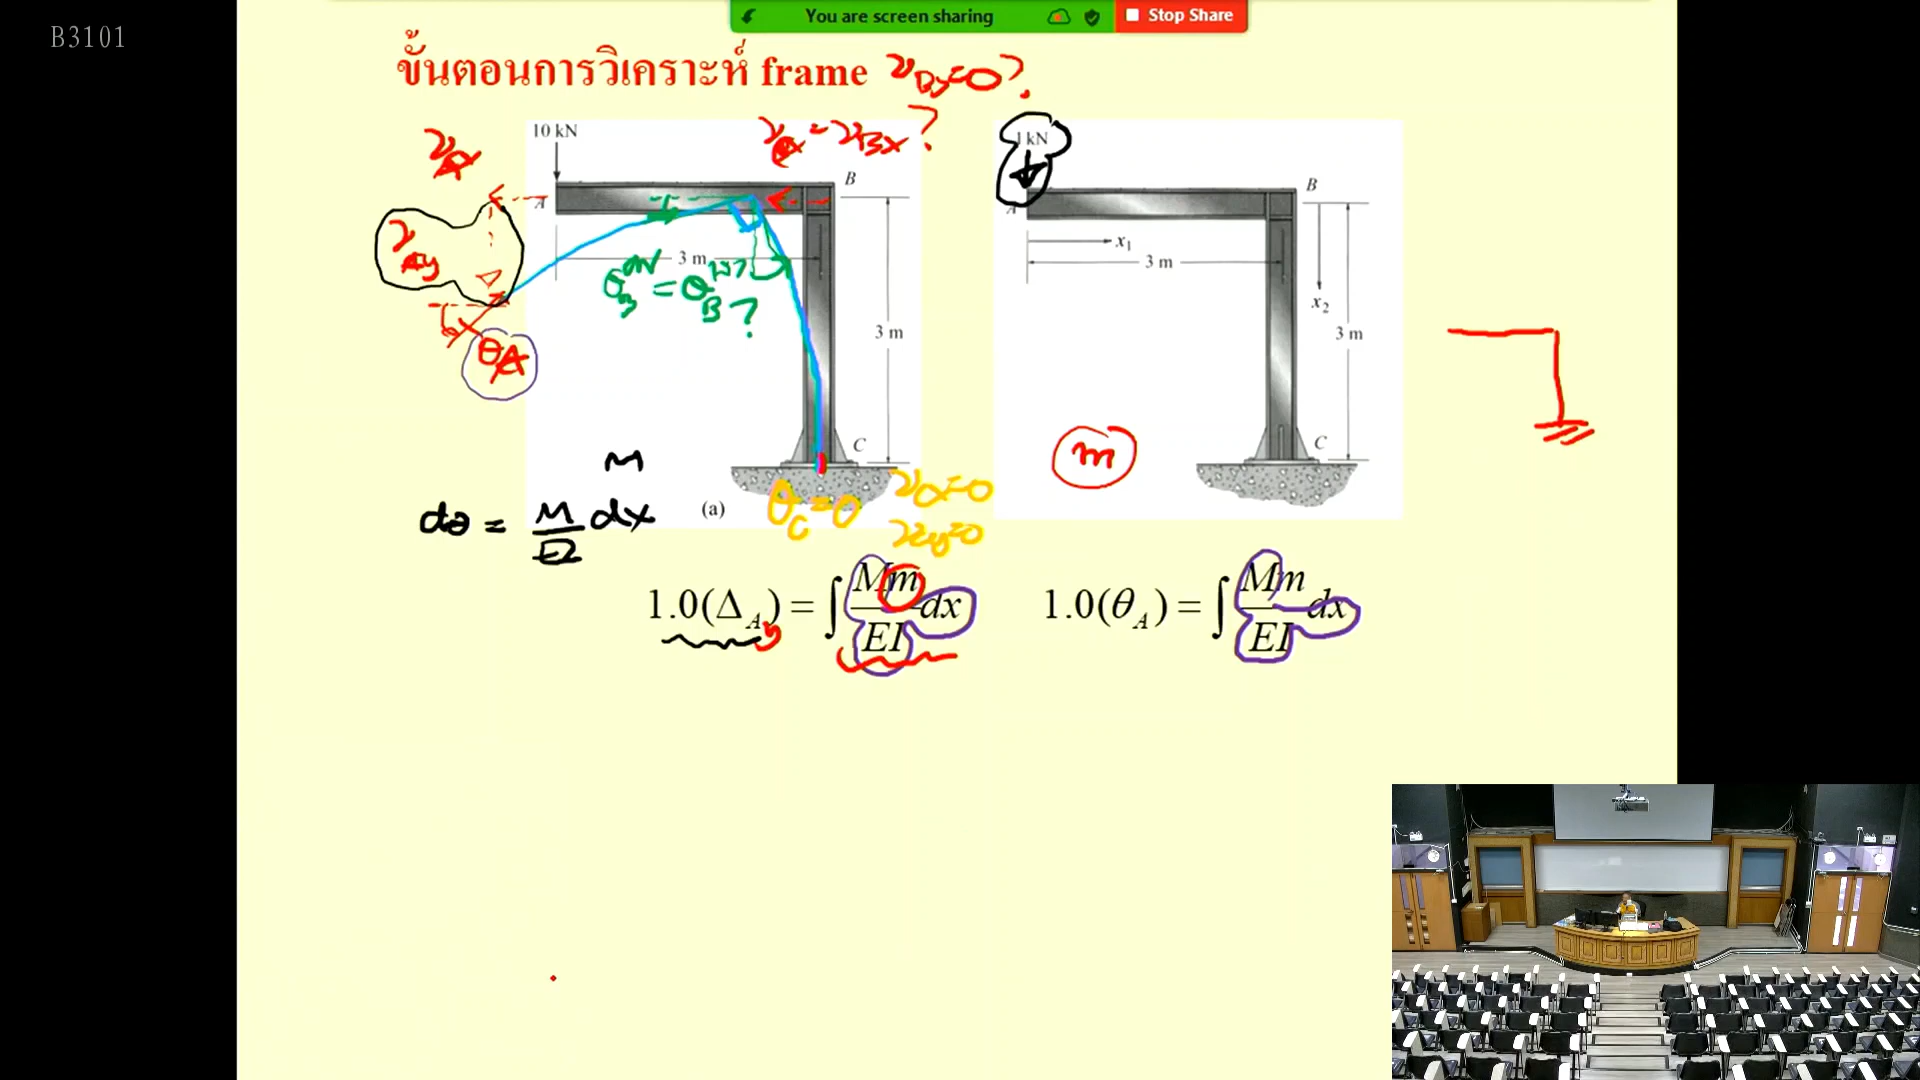 B3101
You are screen sharing
Stop Share
ขั้นตอนการวิเคราะห์ frame
10 kN
A
B
3 m
3 m
C
(a)
1 kN
A
B
x₁
3 m
x₂
3 m
C
m
M
dθ = M/EI dx
θC = 0
θA
1.0(Δ_A y) = ∫ Mm/EI dx
1.0(θ_A) = ∫ Mm/EI dx